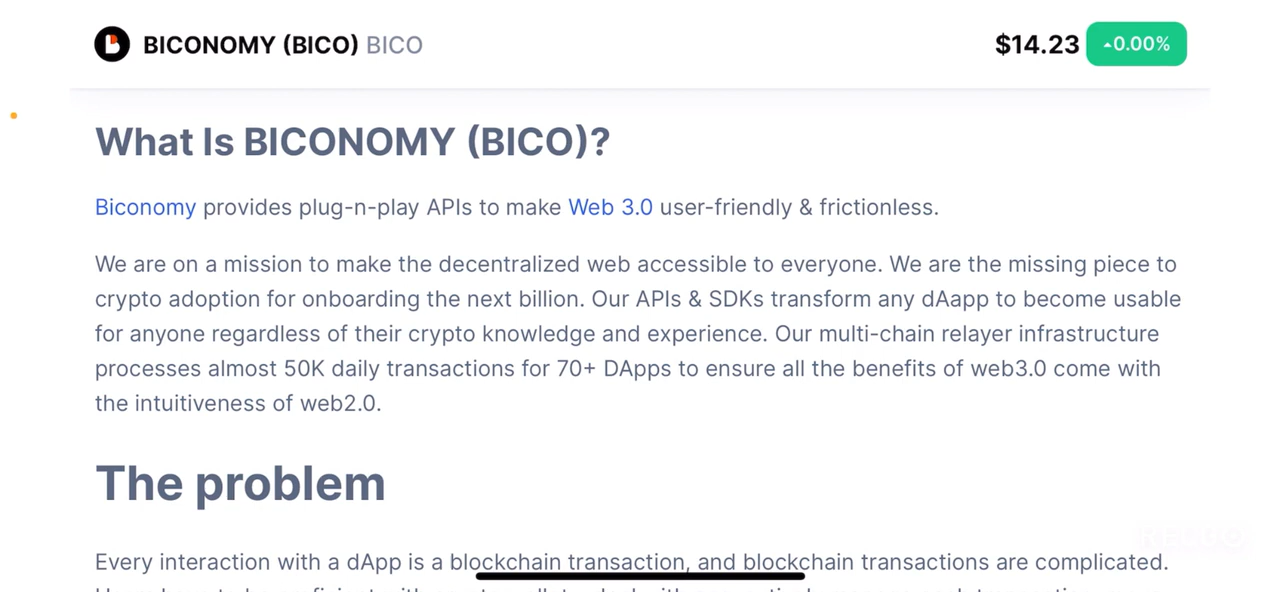 BICONOMY (BICO) BICO $14.23 0.00%
What Is BICONOMY (BICO)?
Biconomy provides plug-n-play APIs to make Web 3.0 user-friendly & frictionless.
We are on a mission to make the decentralized web accessible to everyone. We are the missing piece to
crypto adoption for onboarding the next billion. Our APIs & SDKs transform any dAapp to become usable
for anyone regardless of their crypto knowledge and experience. Our multi-chain relayer infrastructure
processes almost 50K daily transactions for 70+ DApps to ensure all the benefits of web3.0 come with
the intuitiveness of web2.0.
The problem
Every interaction with a dApp is a blockchain transaction, and blockchain transactions are complicated.